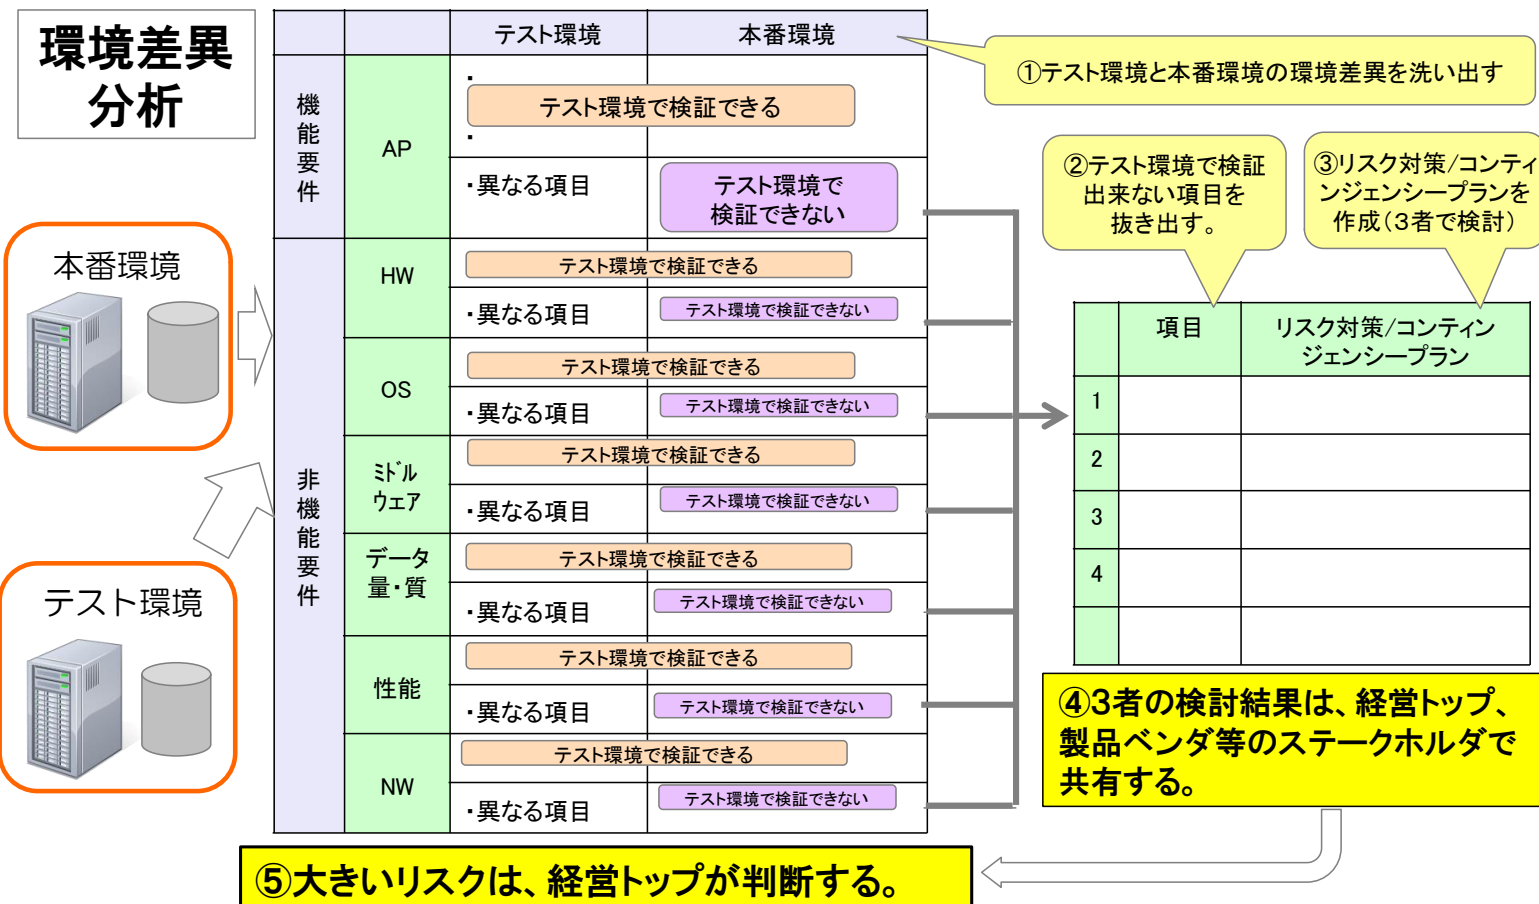 環境差異
分析
テスト環境
本番環境
①テスト環境と本番環境の環境差異を洗い出す
機能要件
AP
・
テスト環境で検証できる
・
・異なる項目
テスト環境で
検証できない
②テスト環境で検証
出来ない項目を
抜き出す。
③リスク対策/コンティ
ンジェンシープランを
作成(3者で検討)
本番環境
テスト環境
非機能要件
HW
テスト環境で検証できる
・異なる項目
テスト環境で検証できない
OS
テスト環境で検証できる
・異なる項目
テスト環境で検証できない
ミドル
ウェア
テスト環境で検証できる
・異なる項目
テスト環境で検証できない
データ
量・質
テスト環境で検証できる
・異なる項目
テスト環境で検証できない
性能
テスト環境で検証できる
・異なる項目
テスト環境で検証できない
NW
テスト環境で検証できる
・異なる項目
テスト環境で検証できない
項目
リスク対策/コンティン
ジェンシープラン
1
2
3
4
④3者の検討結果は、経営トップ、
製品ベンダ等のステークホルダで
共有する。
⑤大きいリスクは、経営トップが判断する。